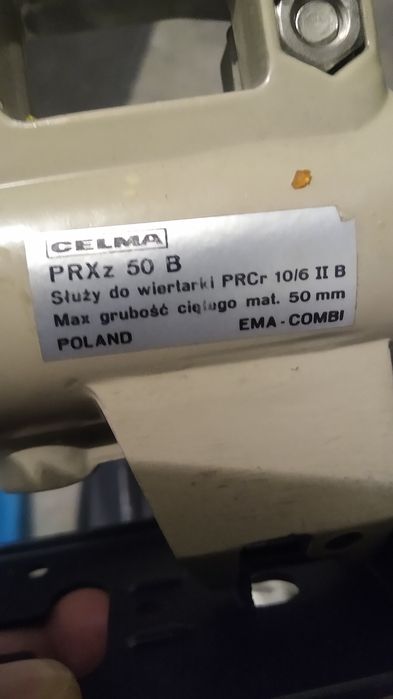 CELMA
PRXz 50 B
Służy do wiertarki PRCr 10/6 II B
Max grubość ciętego mat. 50 mm
POLAND EMA-COMBI